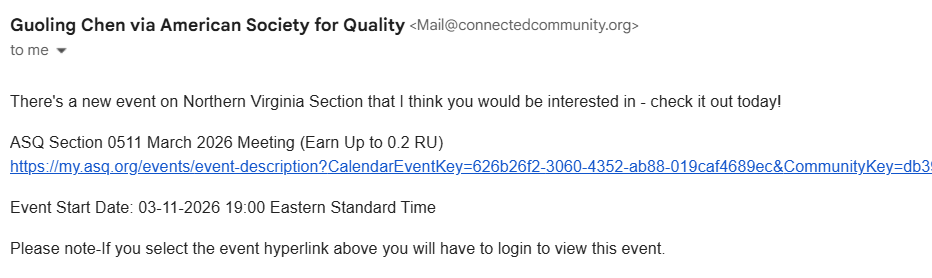 Guoling Chen via American Society for Quality <Mail@connectedcommunity.org>
to me
There's a new event on Northern Virginia Section that I think you would be interested in - check it out today!
ASQ Section 0511 March 2026 Meeting (Earn Up to 0.2 RU)
https://my.asq.org/events/event-description?CalendarEventKey=626b26f2-3060-4352-ab88-019caf4689ec&CommunityKey=db39
Event Start Date: 03-11-2026 19:00 Eastern Standard Time
Please note-If you select the event hyperlink above you will have to login to view this event.